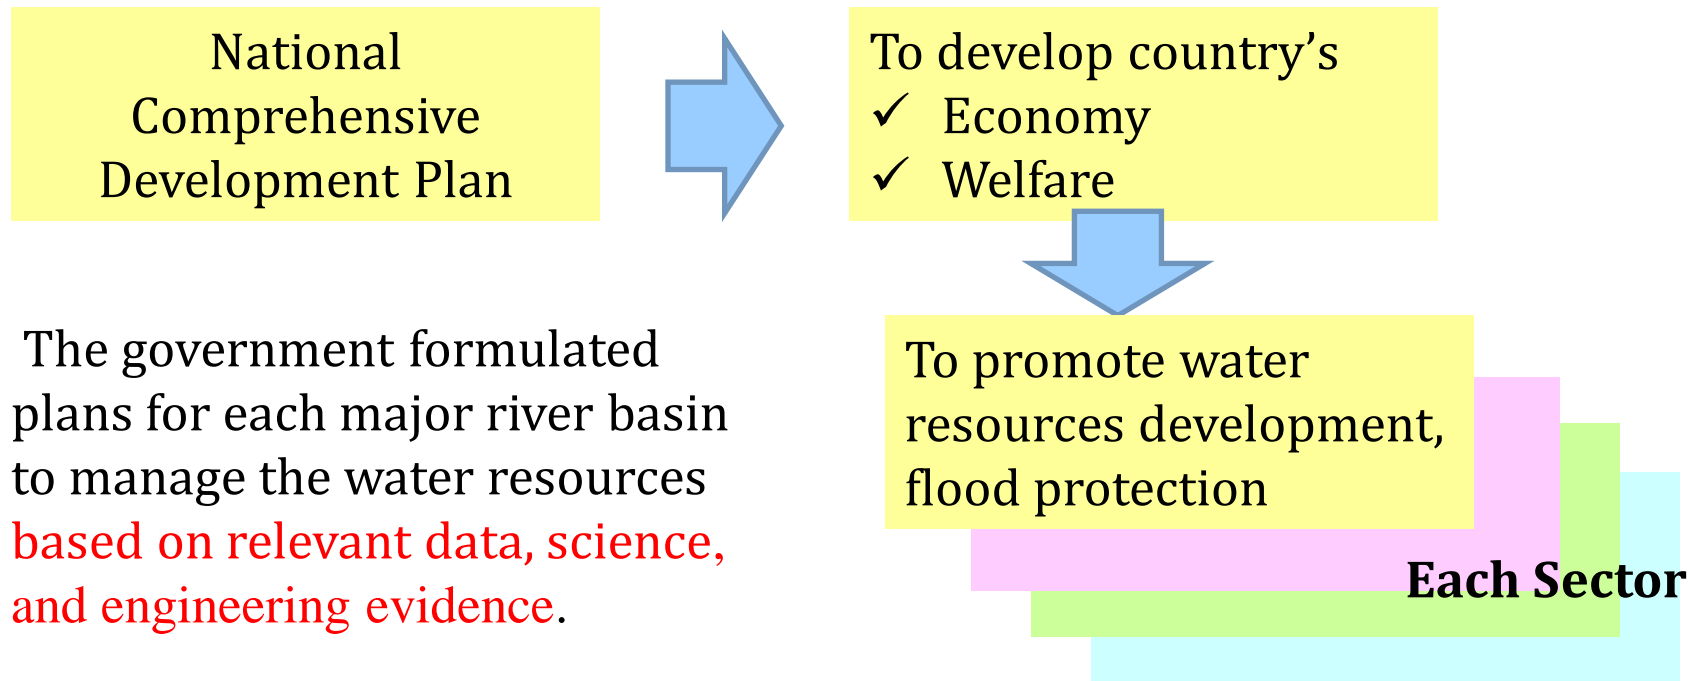 National
Comprehensive
Development Plan
To develop country’s
✓ Economy
✓ Welfare
The government formulated
plans for each major river basin
to manage the water resources
based on relevant data, science,
and engineering evidence.
To promote water
resources development,
flood protection
Each Sector